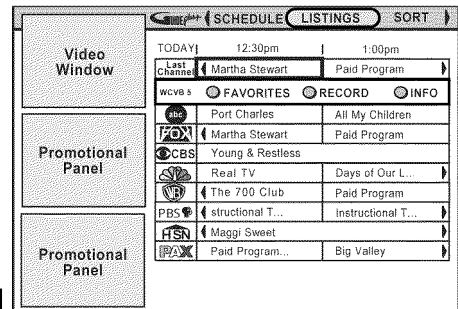 Video
Window
Promotional
Panel
Promotional
Panel
GUIDE plus+ SCHEDULE LISTINGS SORT
TODAY 12:30pm 1:00pm
Last
Channel Martha Stewart Paid Program
WCVB 5 FAVORITES RECORD INFO
abc Port Charles All My Children
FOX Martha Stewart Paid Program
CBS Young & Restless
Real TV Days of Our L...
WB The 700 Club Paid Program
PBS structional T... Instructional T...
HSN Maggi Sweet
PAX Paid Program... Big Valley